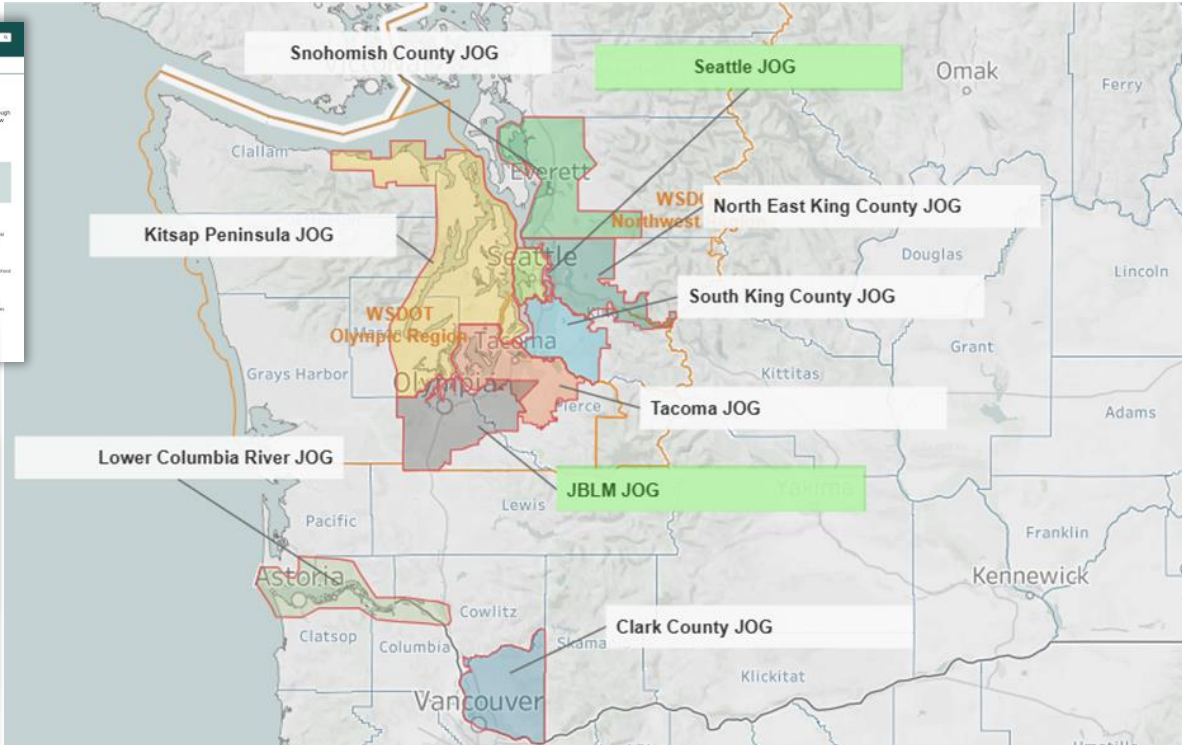 Snohomish County JOG
Seattle JOG
Omak
Ferry
Clallam
Everett
WSDO
Northwest
North East King County JOG
Kitsap Peninsula JOG
Douglas
Seattle
Lincoln
South King County JOG
WSDOT
Olympic Region
Tacoma
Grant
Grays Harbor
Kittitas
Olympia
Pierce
Tacoma JOG
Adams
Lower Columbia River JOG
JBLM JOG
Yakima
Lewis
Pacific
Franklin
Astoria
Kennewick
Cowlitz
Clark County JOG
Clatsop
Columbia
Skama
Klickitat
Vancouver